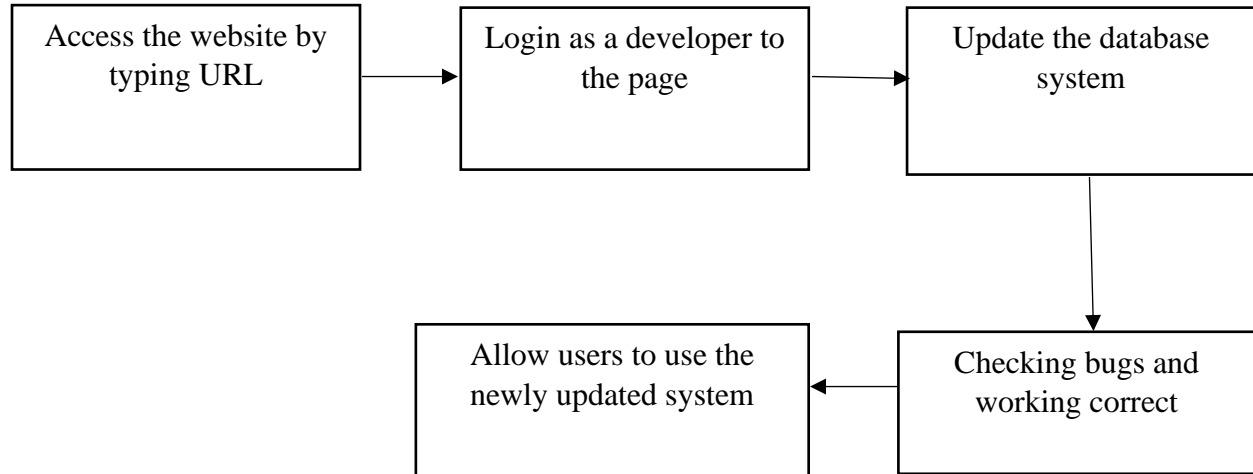 Access the website by
typing URL
Login as a developer to
the page
Update the database
system
Checking bugs and
working correct
Allow users to use the
newly updated system